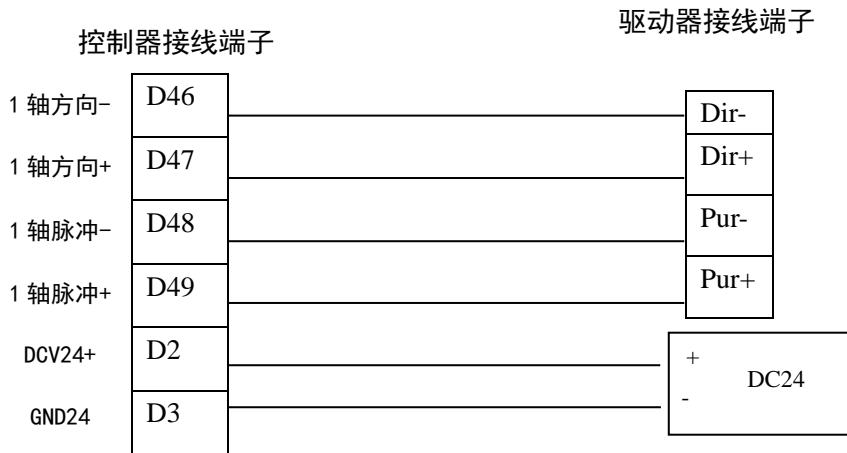 驱动器接线端子
控制器接线端子
1轴方向- D46 Dir-
1轴方向+ D47 Dir+
1轴脉冲- D48 Pur-
1轴脉冲+ D49 Pur+
DCV24+ D2 +
DC24
GND24 D3 -